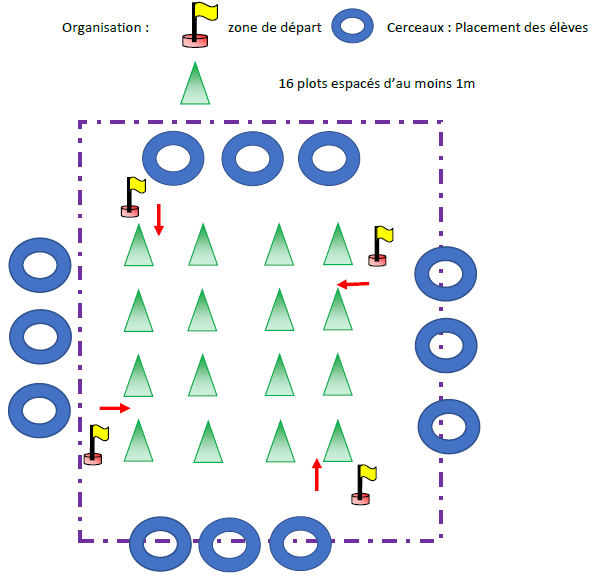 Organisation : zone de départ Cerceaux : Placement des élèves
16 plots espacés d’au moins 1m